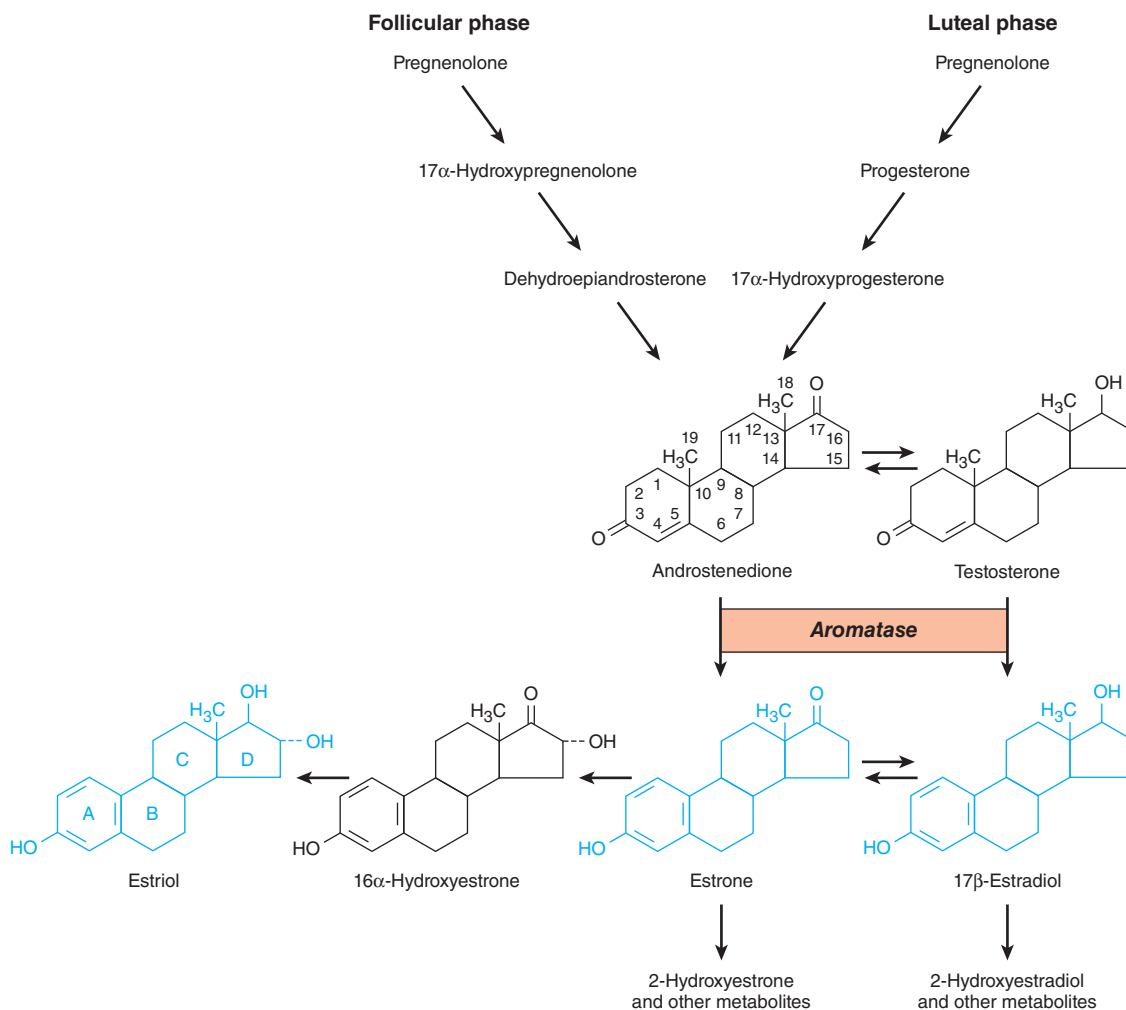 Follicular phase
Luteal phase
Pregnenolone
Pregnenolone
17α-Hydroxypregnenolone
Progesterone
Dehydroepiandrosterone
17α-Hydroxyprogesterone
18
H3C
O
12
17
11
13
16
19
H3C
14
15
1
9
2
10
8
3
5
7
4
6
O
Androstenedione
OH
H3C
H3C
O
Testosterone
Aromatase
OH
H3C
OH
C
D
A
B
HO
Estriol
O
H3C
OH
HO
16α-Hydroxyestrone
O
H3C
HO
Estrone
OH
H3C
HO
17β-Estradiol
2-Hydroxyestrone
and other metabolites
2-Hydroxyestradiol
and other metabolites